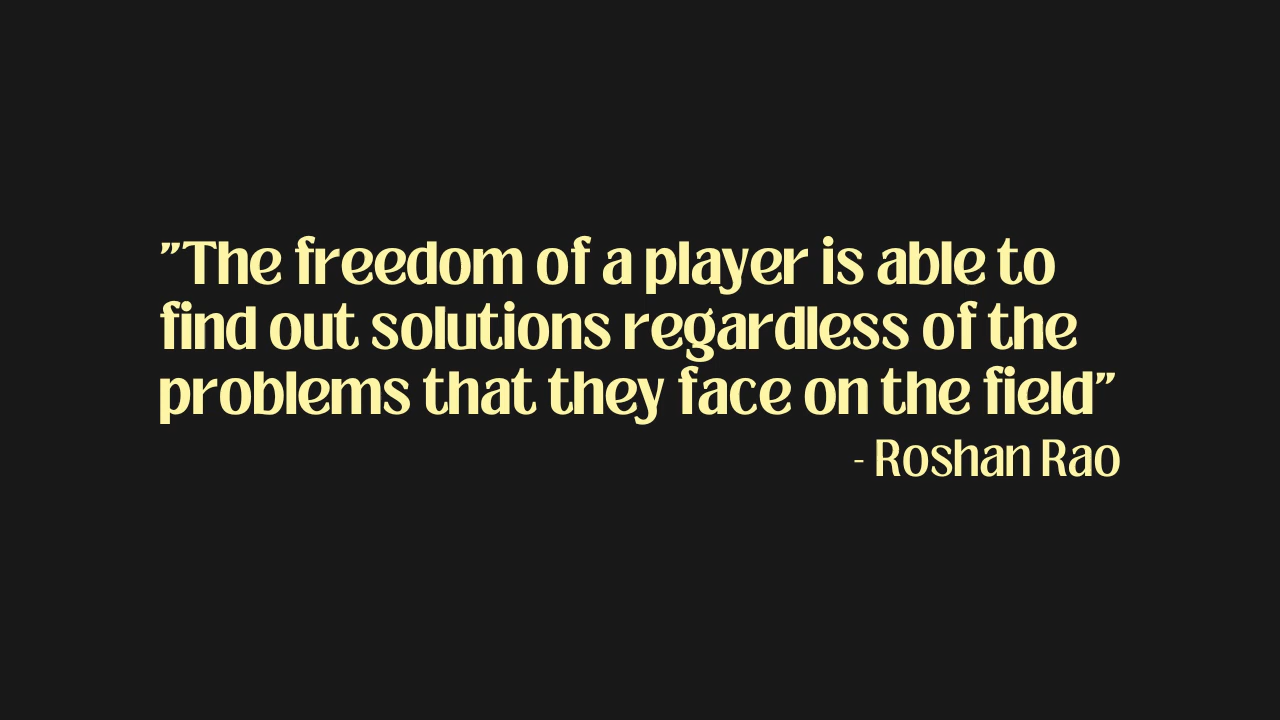 ”The freedom of a player is able to
find out solutions regardless of the
problems that they face on the field”
- Roshan Rao